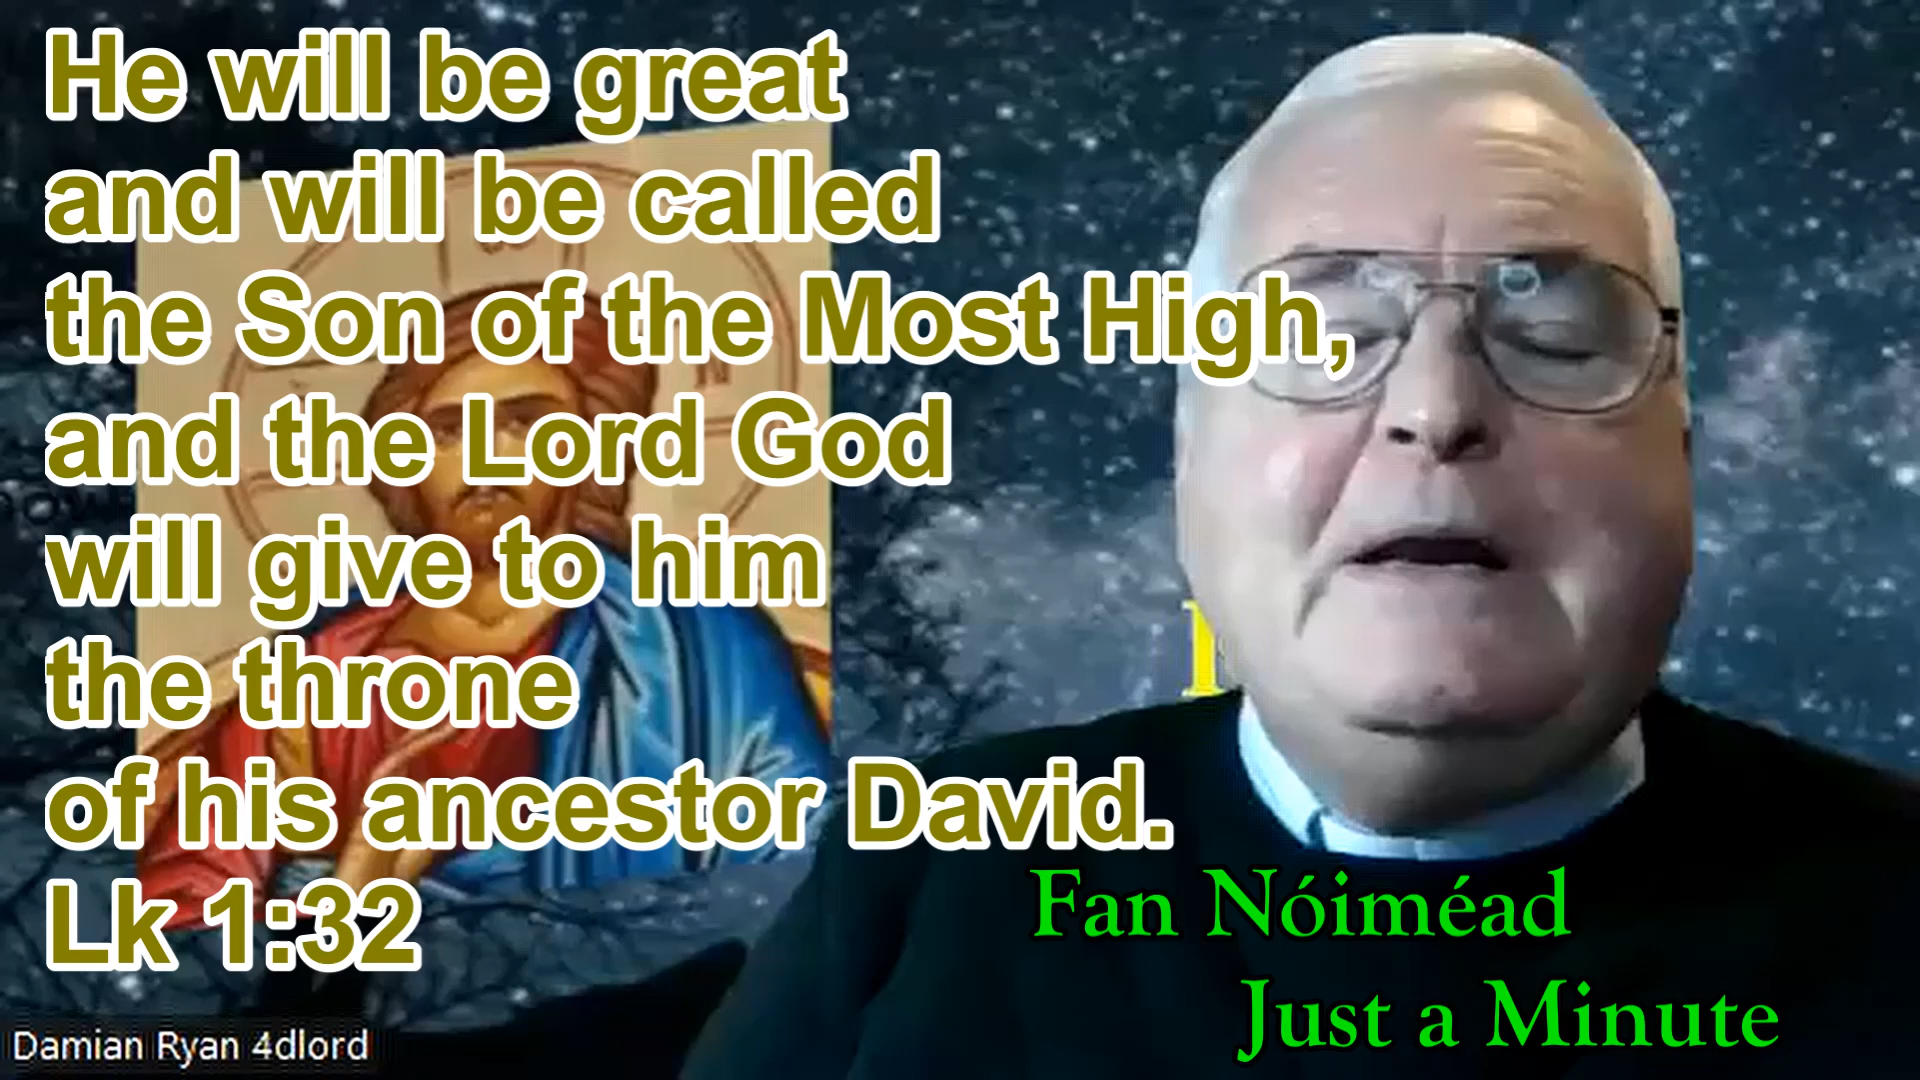 He will be great
and will be called
the Son of the Most High,
and the Lord God
will give to him
the throne
of his ancestor David.
Lk 1:32
Fan Nóiméad
Just a Minute
Damian Ryan 4dlord